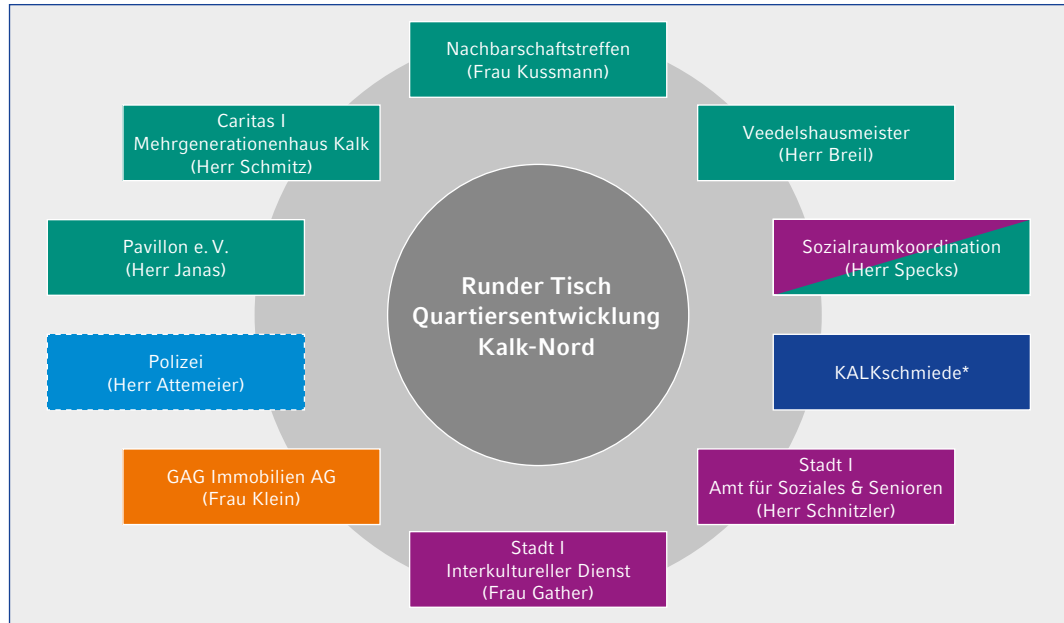 Nachbarschaftstreffen
(Frau Kussmann)
Caritas I
Mehrgenerationenhaus Kalk
(Herr Schmitz)
Veedelshausmeister
(Herr Breil)
Pavillon e. V.
(Herr Janas)
Sozialraumkoordination
(Herr Specks)
Runder Tisch
Quartiersentwicklung
Kalk-Nord
Polizei
(Herr Attemeier)
KALKschmiede*
GAG Immobilien AG
(Frau Klein)
Stadt I
Amt für Soziales & Senioren
(Herr Schnitzler)
Stadt I
Interkultureller Dienst
(Frau Gather)